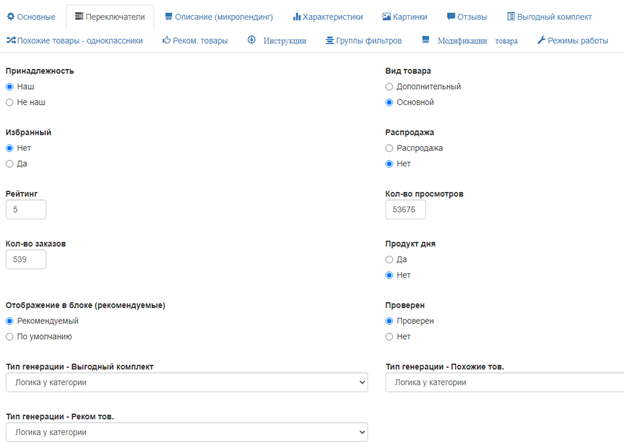 Основные Переключатели Описание (микропендинг) Характеристики Картинки Отзывы Выгодный комплект
Похожие товары - одноклассники Реком. товары Инструкции Группы фильтров Модификации товара Режимы работы
Принадлежность Вид товара
Наш Дополнительный
Не наш Основной
Избранный Распродажа
Нет Распродажа
Да Нет
Рейтинг Кол-во просмотров
5 53676
Кол-во заказов Продукт дня
539 Да
Нет
Отображение в блоке (рекомендуемые) Проверен
Рекомендуемый Проверен
По умолчанию Нет
Тип генерации - Выгодный комплект Тип генерации - Похожие тов.
Логика у категории Логика у категории
Тип генерации - Реком тов.
Логика у категории